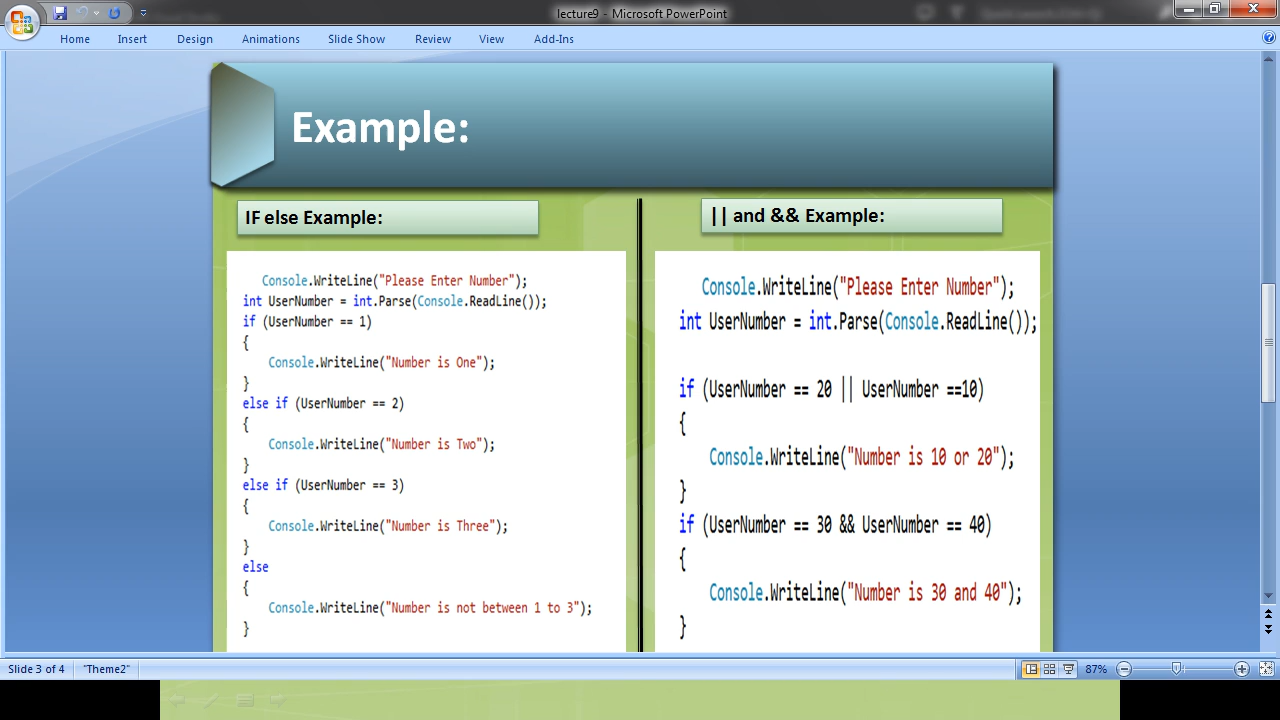 lecture9 - Microsoft PowerPoint
Home Insert Design Animations Slide Show Review View Add-Ins
Example:
IF else Example:
Console.WriteLine("Please Enter Number");
int UserNumber = int.Parse(Console.ReadLine());
if (UserNumber == 1)
{
Console.WriteLine("Number is One");
}
else if (UserNumber == 2)
{
Console.WriteLine("Number is Two");
}
else if (UserNumber == 3)
{
Console.WriteLine("Number is Three");
}
else
{
Console.WriteLine("Number is not between 1 to 3");
}
|| and && Example:
Console.WriteLine("Please Enter Number");
int UserNumber = int.Parse(Console.ReadLine());
if (UserNumber == 20 || UserNumber ==10)
{
Console.WriteLine("Number is 10 or 20");
}
if (UserNumber == 30 && UserNumber == 40)
{
Console.WriteLine("Number is 30 and 40");
}
Slide 3 of 4 "Theme2" 87%